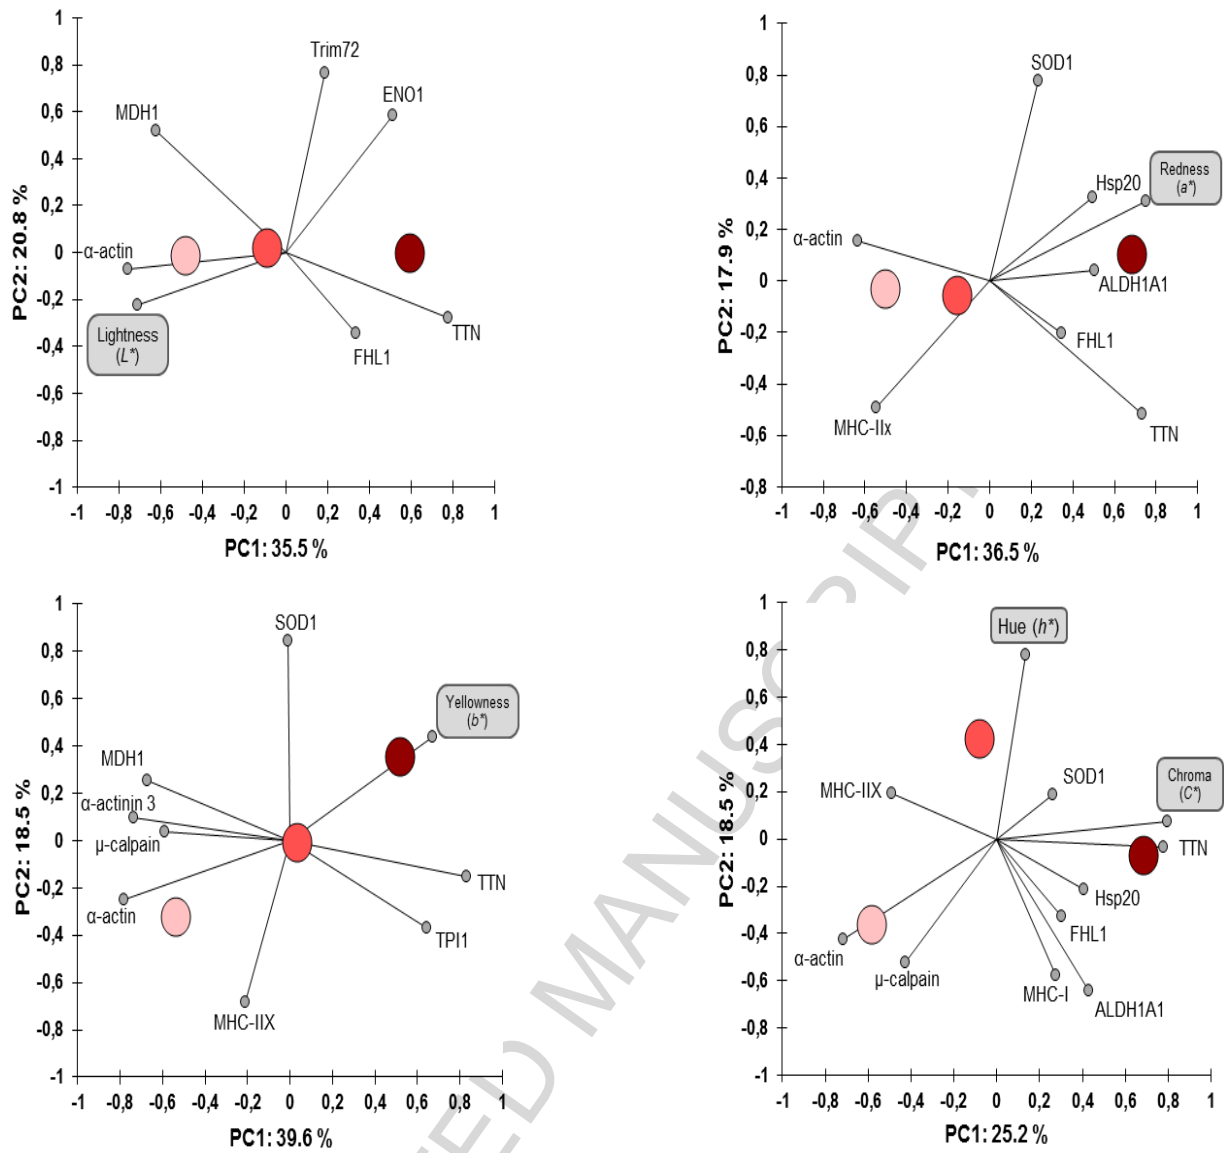 1
0,8
0,6
0,4
0,2
0
-0,2
-0,4
-0,6
-0,8
-1
PC2: 20.8 %
Trim72
ENO1
MDH1
α-actin
Lightness
(L*)
FHL1
TTN
-1 -0,8 -0,6 -0,4 -0,2 0 0,2 0,4 0,6 0,8 1
PC1: 35.5 %
1
0,8
0,6
0,4
0,2
0
-0,2
-0,4
-0,6
-0,8
PC2: 17.9 %
SOD1
Hsp20
Redness
(a*)
α-actin
ALDH1A1
FHL1
MHC-IIx
TTN
-1 -0,8 -0,6 -0,4 -0,2 0 0,2 0,4 0,6 0,8 1
PC1: 36.5 %
1
0,8
0,6
0,4
0,2
0
-0,2
-0,4
-0,6
-0,8
-1
PC2: 18.5 %
SOD1
Yellowness
(b*)
MDH1
α-actinin 3
μ-calpain
TTN
α-actin
TPI1
MHC-IIX
-1 -0,8 -0,6 -0,4 -0,2 0 0,2 0,4 0,6 0,8 1
PC1: 39.6 %
1
0,8
0,6
0,4
0,2
0
-0,2
-0,4
-0,6
-0,8
-1
PC2: 18.5 %
Hue (h*)
SOD1
Chroma
(C*)
MHC-IIX
TTN
Hsp20
FHL1
α-actin
μ-calpain
MHC-I
ALDH1A1
-1 -0,8 -0,6 -0,4 -0,2 0 0,2 0,4 0,6 0,8 1
PC1: 25.2 %